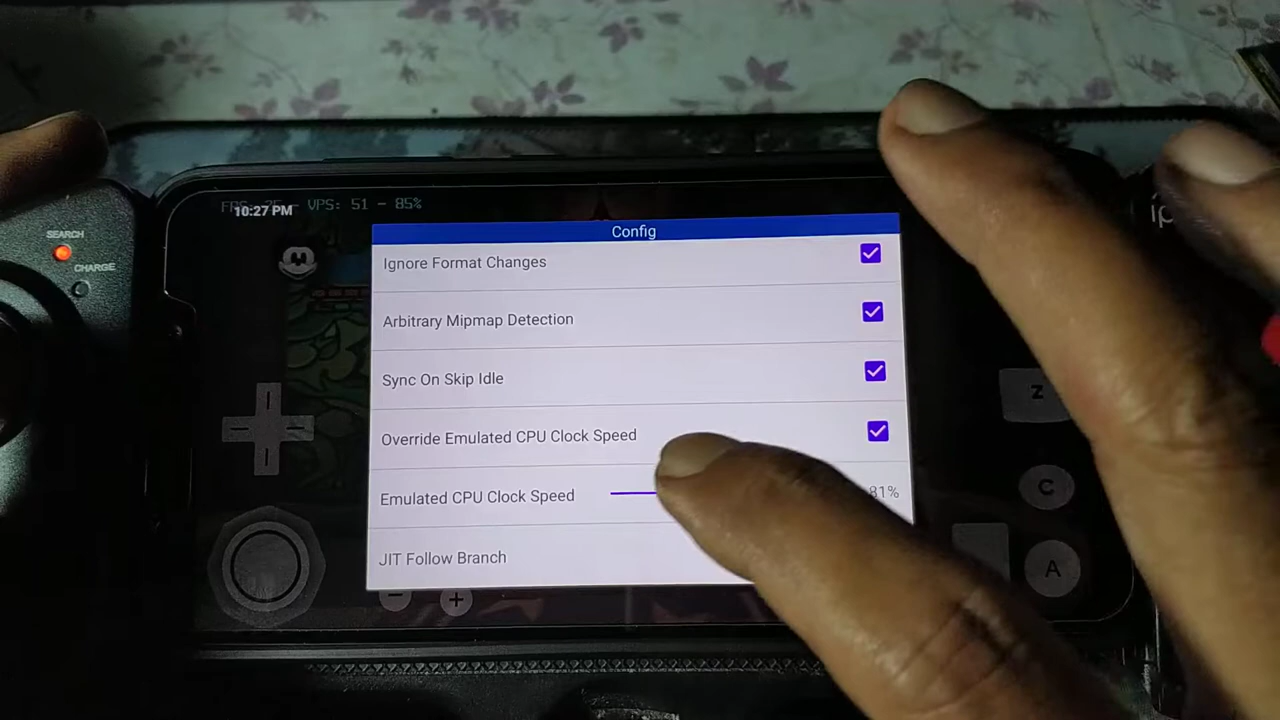 SEARCH
CHARGE
10:27 PM
VPS: 51 - 85%
Config
Ignore Format Changes
Arbitrary Mipmap Detection
Sync On Skip Idle
Override Emulated CPU Clock Speed
Emulated CPU Clock Speed
81%
JIT Follow Branch
Z
C
A
ip